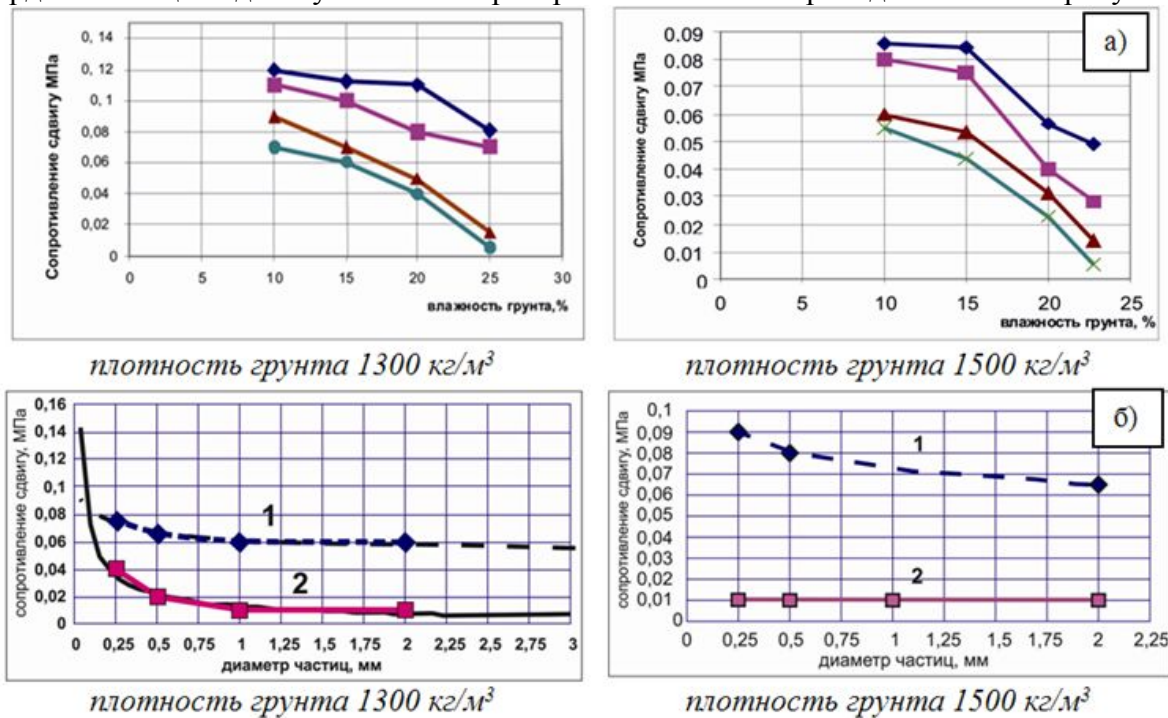 Сопротивление сдвигу МПа
0, 14
0,12
0, 1
0,08
0,06
0,04
0,02
0
0 5 10 15 20 25 30
влажность грунта,%
Сопротивление сдвигу МПа
0.09
0.08
0.07
0.06
0.05
0.04
0.03
0.02
0.01
0
0 5 10 15 20 25
влажность грунта, %
а)
плотность грунта 1300 кг/м³
плотность грунта 1500 кг/м³
сопротивление сдвигу, МПа
0,16
0,14
0,12
0,1
0,08
0,06
0,04
0,02
0
1
2
0 0,25 0,5 0,75 1 1,25 1,5 1,75 2 2,25 2,5 2,75 3
диаметр частиц, мм
сопротивление сдвигу, МПа
0,1
0,09
0,08
0,07
0,06
0,05
0,04
0,03
0,02
0,01
0
1
2
0 0,25 0,5 0,75 1 1,25 1,5 1,75 2 2,25
диаметр частиц, мм
б)
плотность грунта 1300 кг/м³
плотность грунта 1500 кг/м³